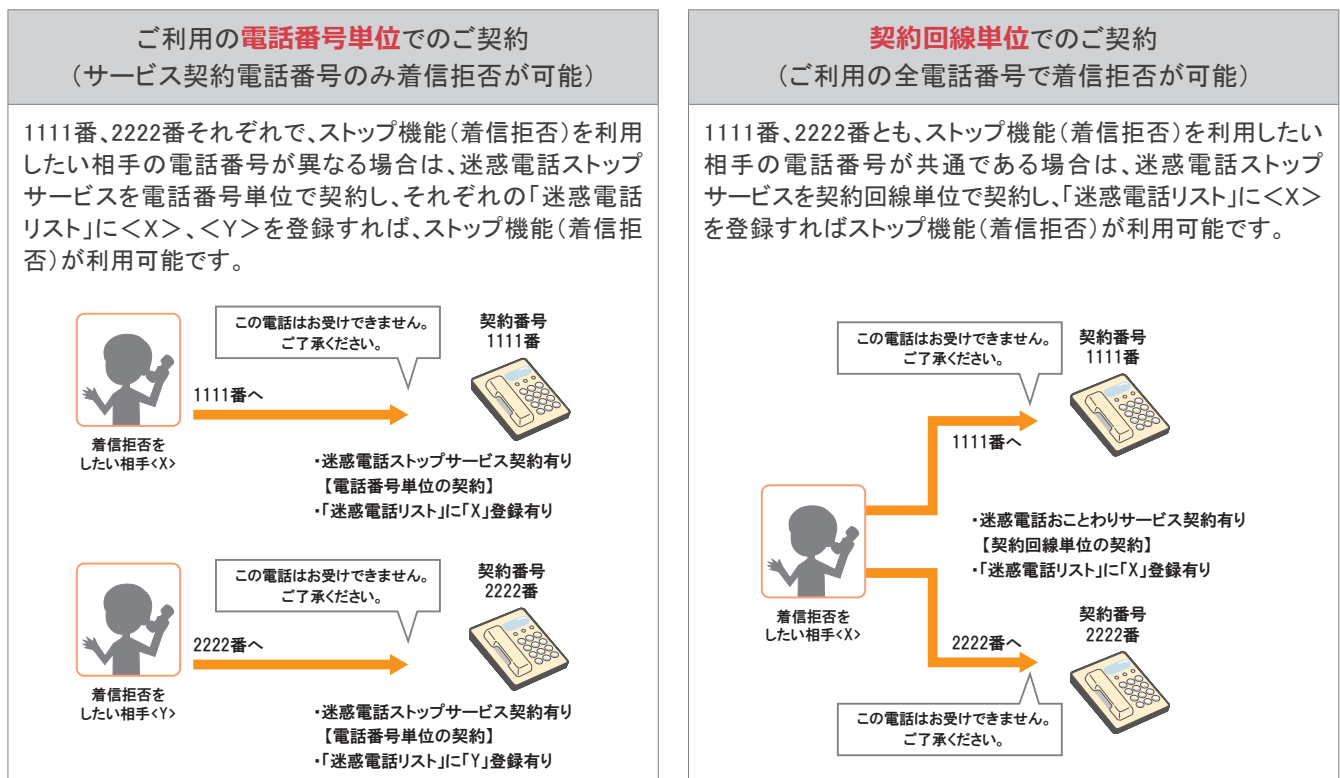 ご利用の電話番号単位でのご契約
（サービス契約電話番号のみ着信拒否が可能）
1111番、2222番それぞれで、ストップ機能（着信拒否）を利用
したい相手の電話番号が異なる場合は、迷惑電話ストップ
サービスを電話番号単位で契約し、それぞれの「迷惑電話
リスト」に＜X＞、＜Y＞を登録すれば、ストップ機能（着信拒
否）が利用可能です。
この電話はお受けできません。
ご了承ください。
契約番号
1111番
1111番へ
着信拒否を
したい相手<X>
・迷惑電話ストップサービス契約有り
【電話番号単位の契約】
・「迷惑電話リスト」に「X」登録有り
この電話はお受けできません。
ご了承ください。
契約番号
2222番
2222番へ
着信拒否を
したい相手<Y>
・迷惑電話ストップサービス契約有り
【電話番号単位の契約】
・「迷惑電話リスト」に「Y」登録有り
契約回線単位でのご契約
（ご利用の全電話番号で着信拒否が可能）
1111番、2222番とも、ストップ機能（着信拒否）を利用したい
相手の電話番号が共通である場合は、迷惑電話ストップ
サービスを契約回線単位で契約し、「迷惑電話リスト」に＜X＞
を登録すればストップ機能（着信拒否）が利用可能です。
この電話はお受けできません。
ご了承ください。
契約番号
1111番
1111番へ
・迷惑電話おことわりサービス契約有り
【契約回線単位の契約】
・「迷惑電話リスト」に「X」登録有り
着信拒否を
したい相手<X>
契約番号
2222番
2222番へ
この電話はお受けできません。
ご了承ください。